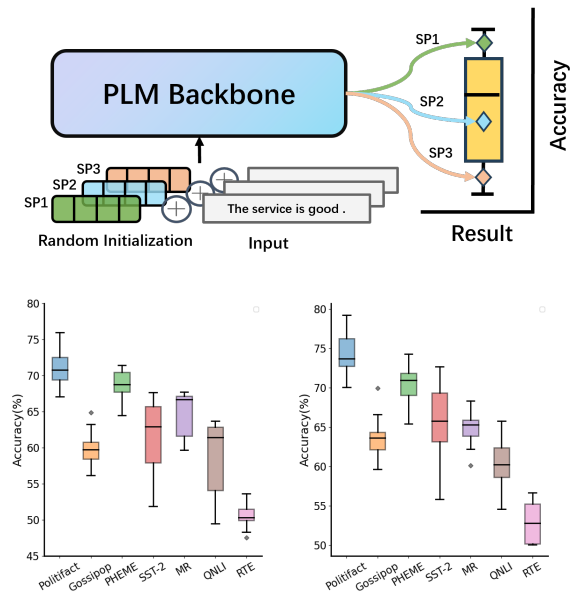 SP1
PLM Backbone
SP2
Accuracy
SP3
SP3
SP2
SP1
The service is good .
Random Initialization
Input
Result
80
75
70
65
60
55
50
45
Accuracy(%)
Politifact
Gossipop
PHEME
SST-2
MR
QNLI
RTE
80
75
70
65
60
55
50
Accuracy(%)
Politifact
Gossipop
PHEME
SST-2
MR
QNLI
RTE